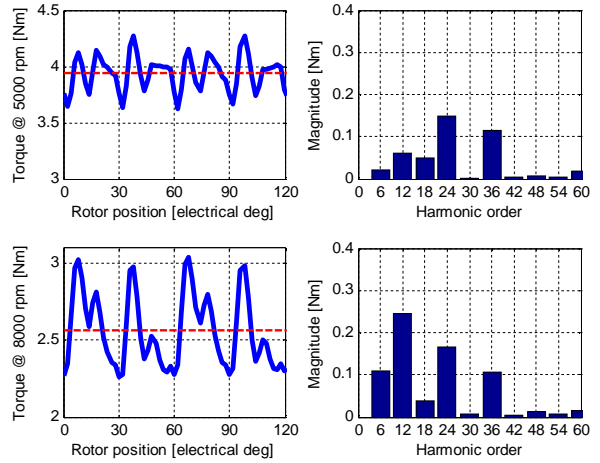 Torque @ 5000 rpm [Nm]
4.5
4
3.5
3
0 30 60 90 120
Rotor position [electrical deg]
Magnitude [Nm]
0.4
0.3
0.2
0.1
0
0 6 12 18 24 30 36 42 48 54 60
Harmonic order
Torque @ 8000 rpm [Nm]
3
2.5
2
0 30 60 90 120
Rotor position [electrical deg]
Magnitude [Nm]
0.4
0.3
0.2
0.1
0
0 6 12 18 24 30 36 42 48 54 60
Harmonic order